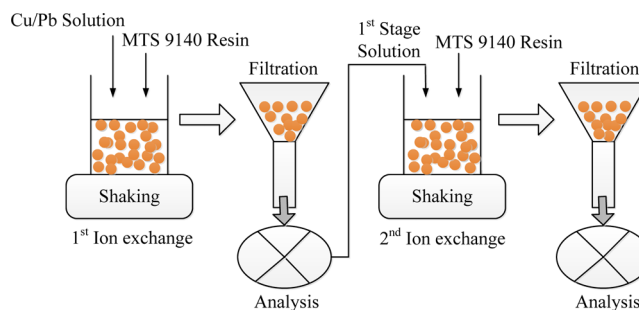 Cu/Pb Solution
MTS 9140 Resin
Filtration
Shaking
1st Ion exchange
Analysis
1st Stage
Solution
MTS 9140 Resin
Filtration
Shaking
2nd Ion exchange
Analysis